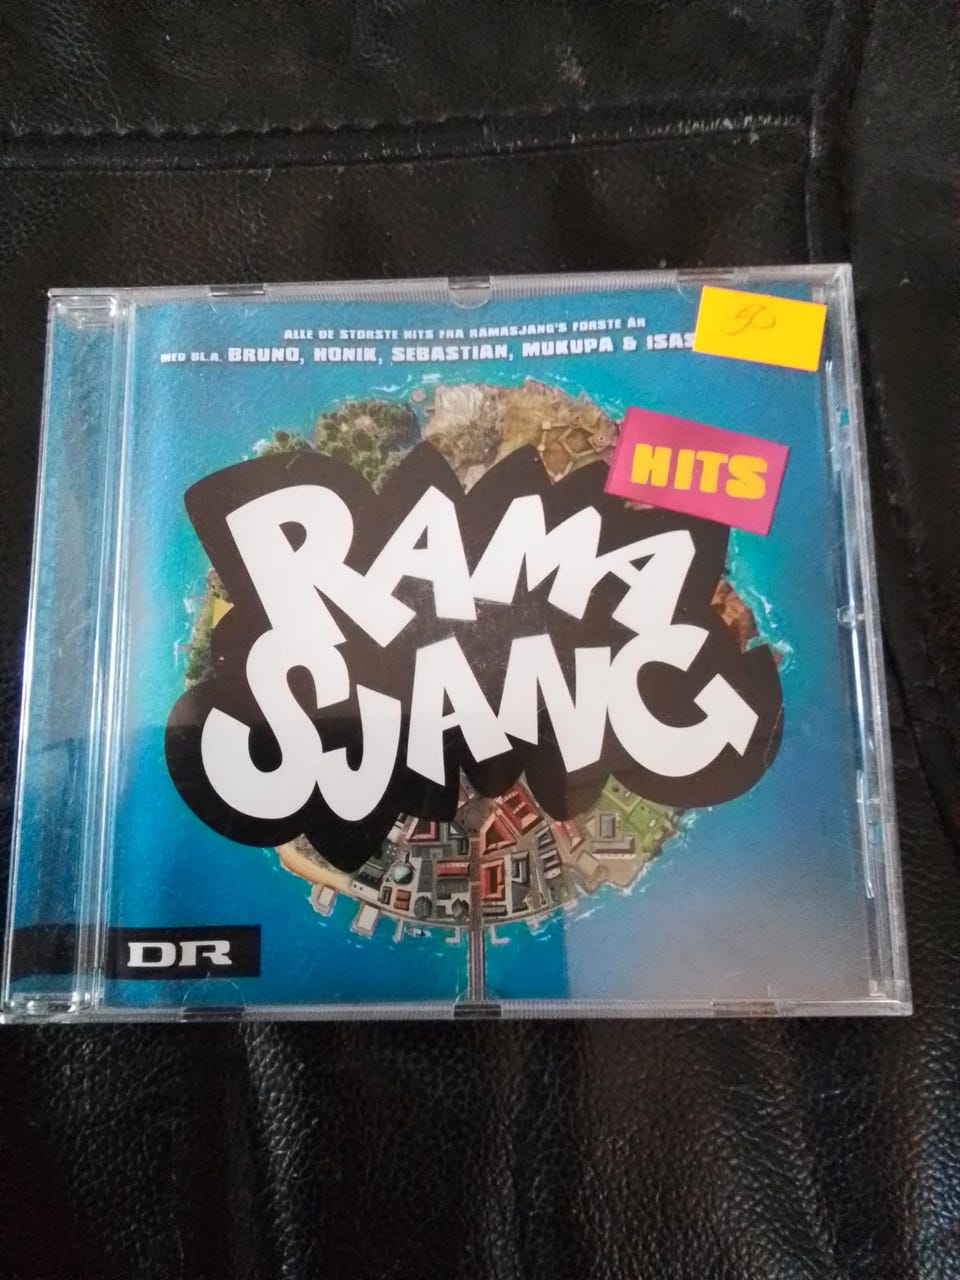 ALLE DE STØRSTE HITS FRA RAMASJANG'S FØRSTE ÅR
MED BL.A. BRUNO, HONIK, SEBASTIAN, MUKUPA &
50
HITS
RAMA
SJANG
DR